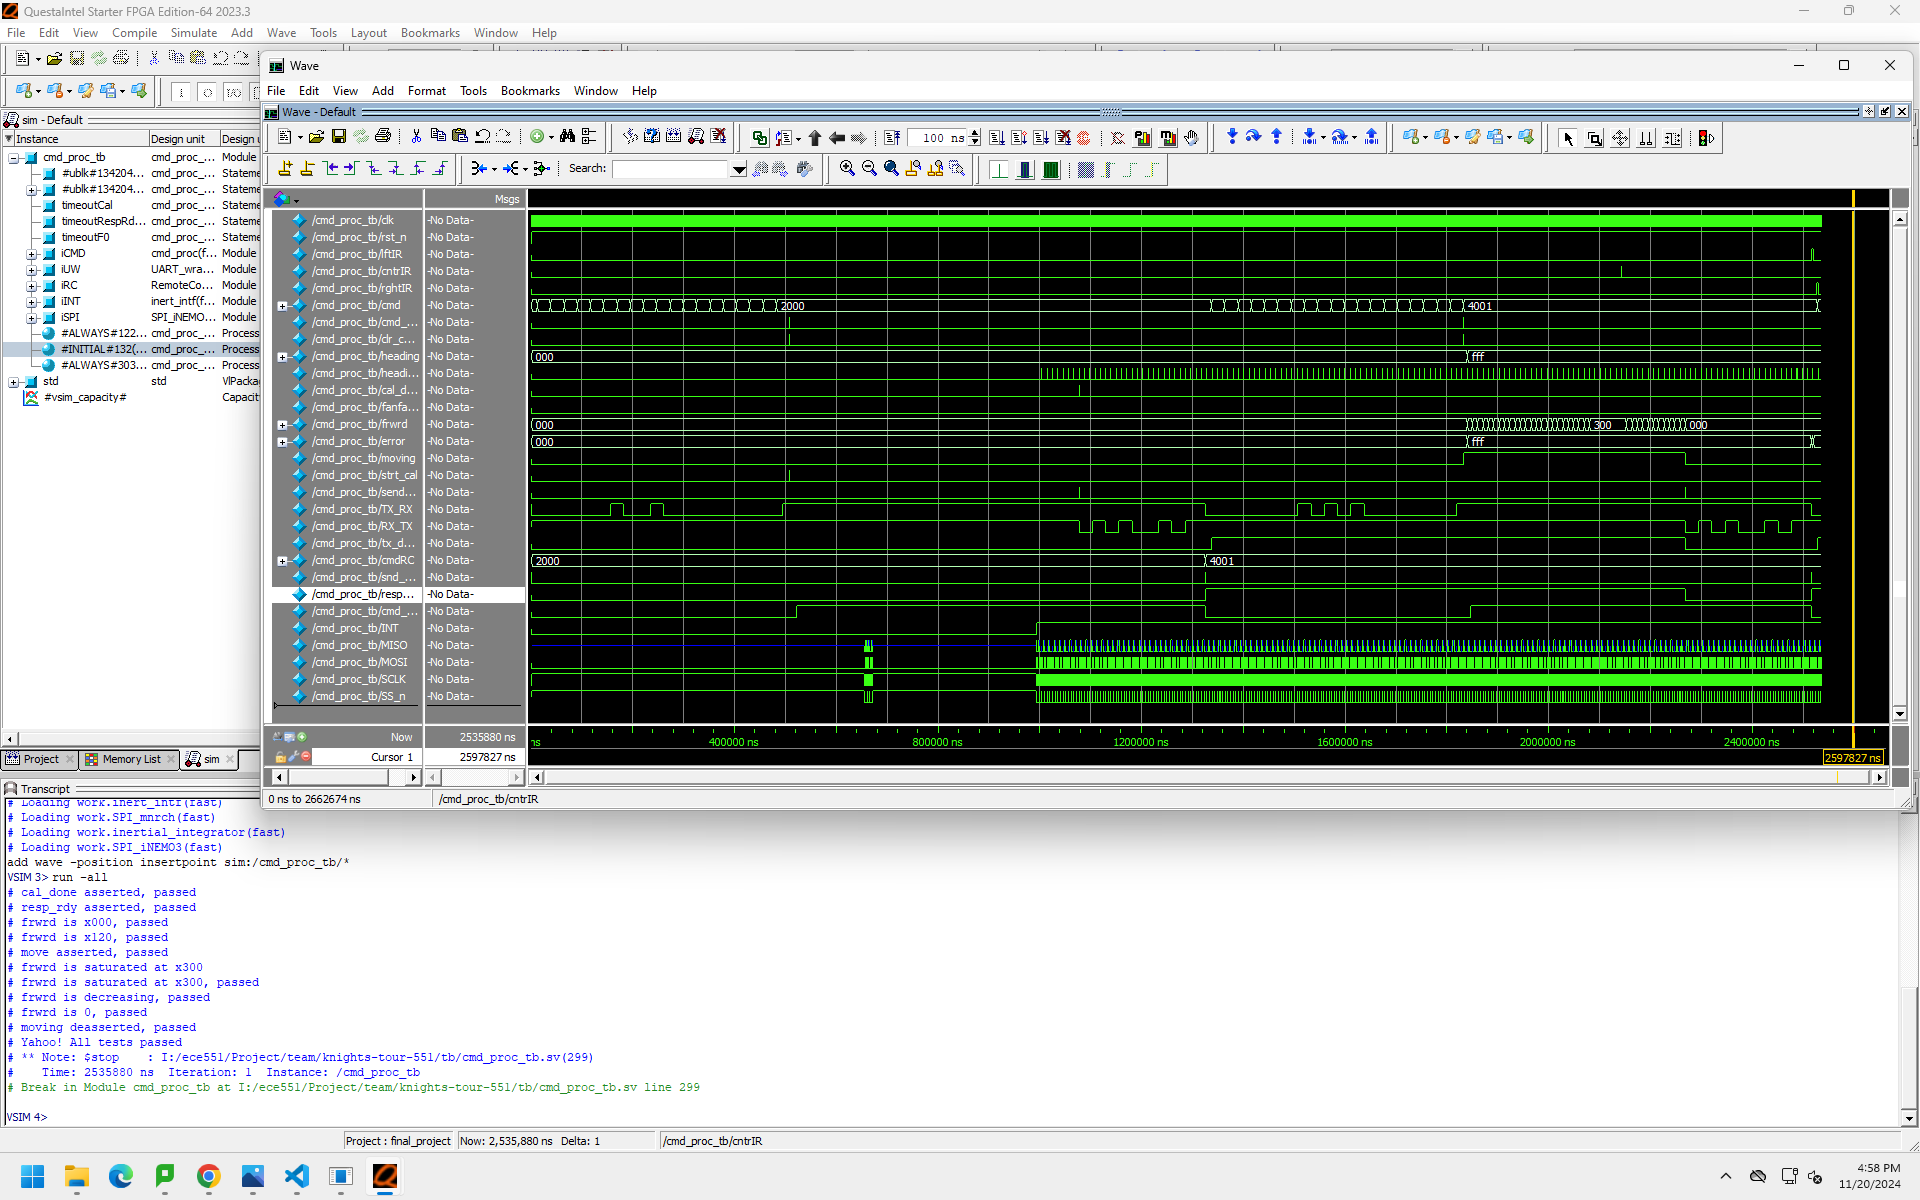 QuestaIntel Starter FPGA Edition-64 2023.3
File Edit View Compile Simulate Add Wave Tools Layout Bookmarks Window Help
Wave
File Edit View Add Format Tools Bookmarks Window Help
sim - Default
Wave - Default
100 ns
Search:
Instance Design unit Design u
cmd_proc_tb cmd_proc_... Module
#ublk#134204... cmd_proc_... Stateme
#ublk#134204... cmd_proc_... Stateme
timeoutCal cmd_proc_... Stateme
timeoutRespRd... cmd_proc_... Stateme
timeoutF0 cmd_proc_... Stateme
iCMD cmd_proc(f... Module
iUW UART_wra... Module
iRC RemoteCo... Module
iINT inert_intf(f... Module
iSPI SPI_iNEMO... Module
#ALWAYS#122... cmd_proc_... Process
#INITIAL#132(... cmd_proc_... Process
#ALWAYS#303... cmd_proc_... Process
std std VlPackag
#vsim_capacity# Capacity
Msgs
/cmd_proc_tb/clk -No Data-
/cmd_proc_tb/rst_n -No Data-
/cmd_proc_tb/lftIR -No Data-
/cmd_proc_tb/cntrIR -No Data-
/cmd_proc_tb/rghtIR -No Data-
/cmd_proc_tb/cmd -No Data- 2000 4001
/cmd_proc_tb/cmd_... -No Data-
/cmd_proc_tb/clr_c... -No Data-
/cmd_proc_tb/heading -No Data- 000 fff
/cmd_proc_tb/headi... -No Data-
/cmd_proc_tb/cal_d... -No Data-
/cmd_proc_tb/fanfa... -No Data-
/cmd_proc_tb/frwrd -No Data- 000 300 000
/cmd_proc_tb/error -No Data- 000 fff
/cmd_proc_tb/moving -No Data-
/cmd_proc_tb/strt_cal -No Data-
/cmd_proc_tb/send... -No Data-
/cmd_proc_tb/TX_RX -No Data-
/cmd_proc_tb/RX_TX -No Data-
/cmd_proc_tb/tx_d... -No Data-
/cmd_proc_tb/cmdRC -No Data- 2000 4001
/cmd_proc_tb/snd_... -No Data-
/cmd_proc_tb/resp... -No Data-
/cmd_proc_tb/cmd_... -No Data-
/cmd_proc_tb/INT -No Data-
/cmd_proc_tb/MISO -No Data-
/cmd_proc_tb/MOSI -No Data-
/cmd_proc_tb/SCLK -No Data-
/cmd_proc_tb/SS_n -No Data-
Now 2535880 ns
ns 400000 ns 800000 ns 1200000 ns 1600000 ns 2000000 ns 2400000 ns
Cursor 1 2597827 ns 2597827 ns
0 ns to 2662674 ns /cmd_proc_tb/cntrIR
Project Memory List sim
Transcript
# Loading work.inert_intf(fast)
# Loading work.SPI_mnrch(fast)
# Loading work.inertial_integrator(fast)
# Loading work.SPI_iNEMO3(fast)
add wave -position insertpoint sim:/cmd_proc_tb/*
VSIM 3> run -all
# cal_done asserted, passed
# resp_rdy asserted, passed
# frwrd is x000, passed
# frwrd is x120, passed
# move asserted, passed
# frwrd is saturated at x300
# frwrd is saturated at x300, passed
# frwrd is decreasing, passed
# frwrd is 0, passed
# moving deasserted, passed
# Yahoo! All tests passed
# ** Note: $stop : I:/ece551/Project/team/knights-tour-551/tb/cmd_proc_tb.sv(299)
# Time: 2535880 ns Iteration: 1 Instance: /cmd_proc_tb
# Break in Module cmd_proc_tb at I:/ece551/Project/team/knights-tour-551/tb/cmd_proc_tb.sv line 299
VSIM 4>
Project : final_project Now: 2,535,880 ns Delta: 1 /cmd_proc_tb/cntrIR
4:58 PM
11/20/2024